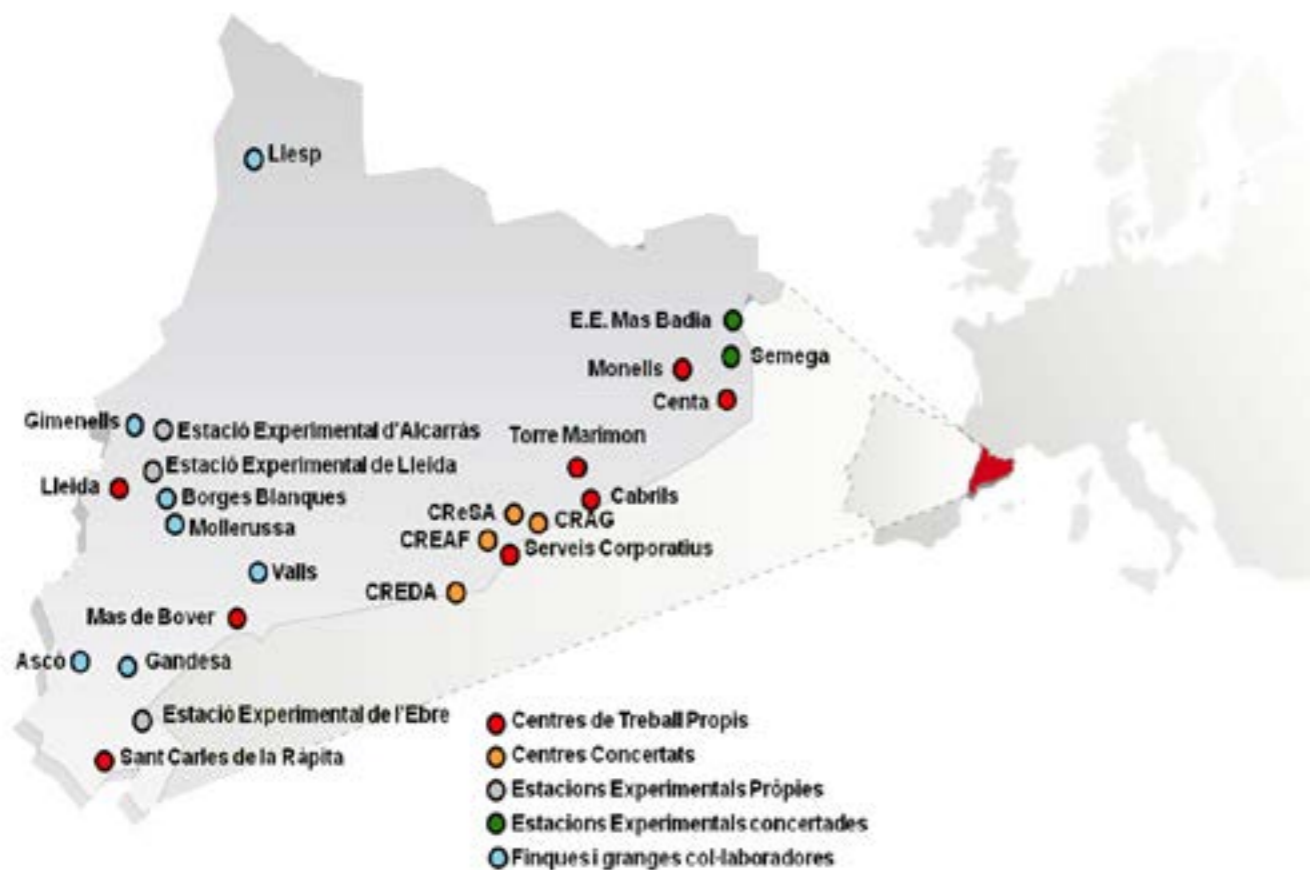 Llesp
E.E. Mas Badia
Semega
Monells
Centa
Gimenells
Estació Experimental d'Alcarràs
Torre Marimon
Estació Experimental de Lleida
Lleida
Borges Blanques
Cabrils
CReSA
CRAG
Mollerussa
CREAF
Serveis Corporatius
Valls
CREDA
Mas de Bover
Ascó
Gandesa
Estació Experimental de l'Ebre
Sant Carles de la Ràpita
Centres de Treball Propis
Centres Concertats
Estacions Experimentals Pròpies
Estacions Experimentals concertades
Finques i granges col·laboradores